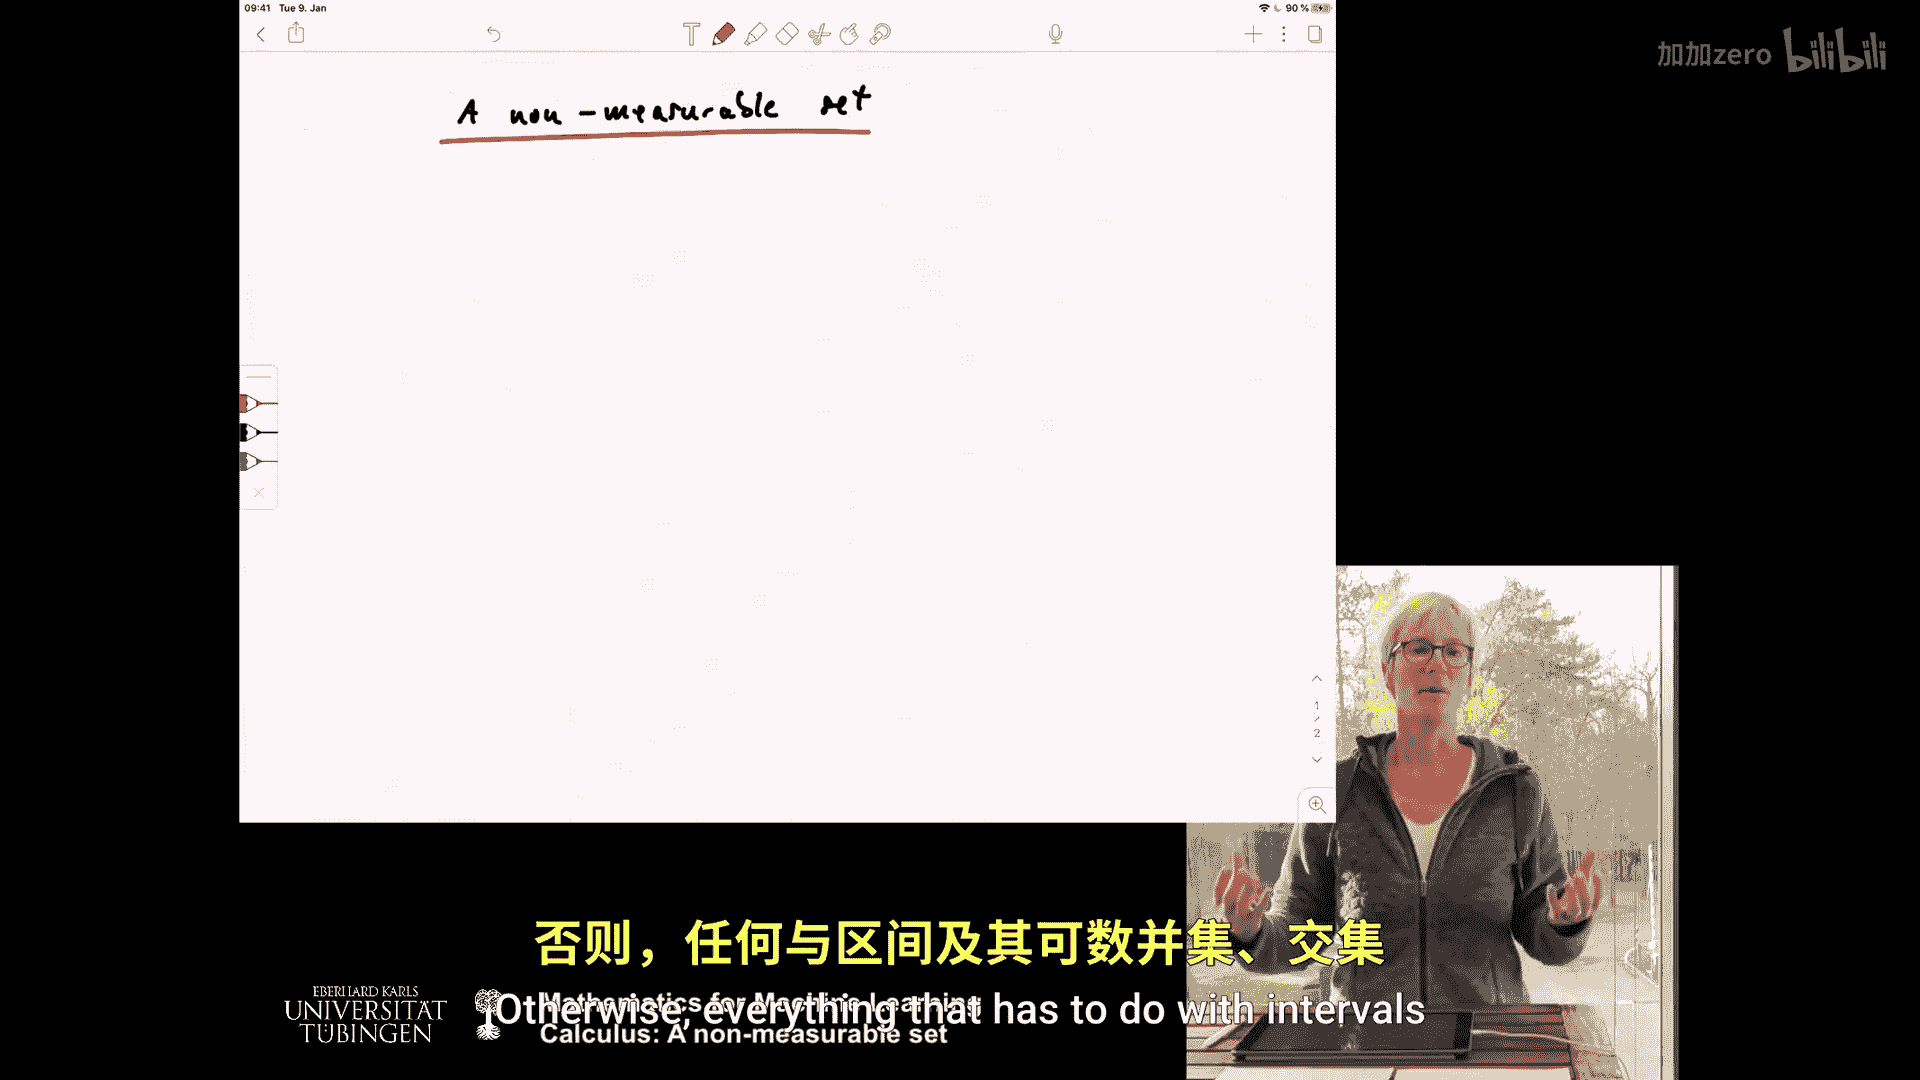 09:41 Tue 9. Jan
90 %
加加zero bilibili
T
A non-measurable set
1
2
否则，任何与区间及其可数并集、交集
Otherwise, everything that has to do with intervals
EBERHARD KARLS
UNIVERSITÄT
TÜBINGEN
Mathematics for Machine Learning
Calculus: A non-measurable set